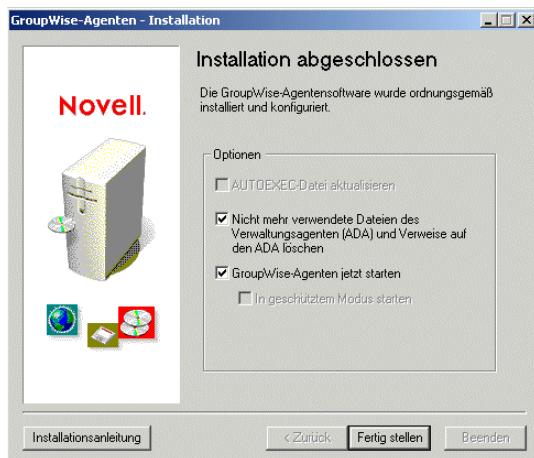 GroupWise-Agenten - Installation
Novell.
Installation abgeschlossen
Die GroupWise-Agentensoftware wurde ordnungsgemäß
installiert und konfiguriert.
Optionen
AUTOEXEC-Datei aktualisieren
Nicht mehr verwendete Dateien des
Verwaltungsagenten (ADA) und Verweise auf
den ADA löschen
GroupWise-Agenten jetzt starten
In geschütztem Modus starten
Installationsanleitung
< Zurück
Fertig stellen
Beenden